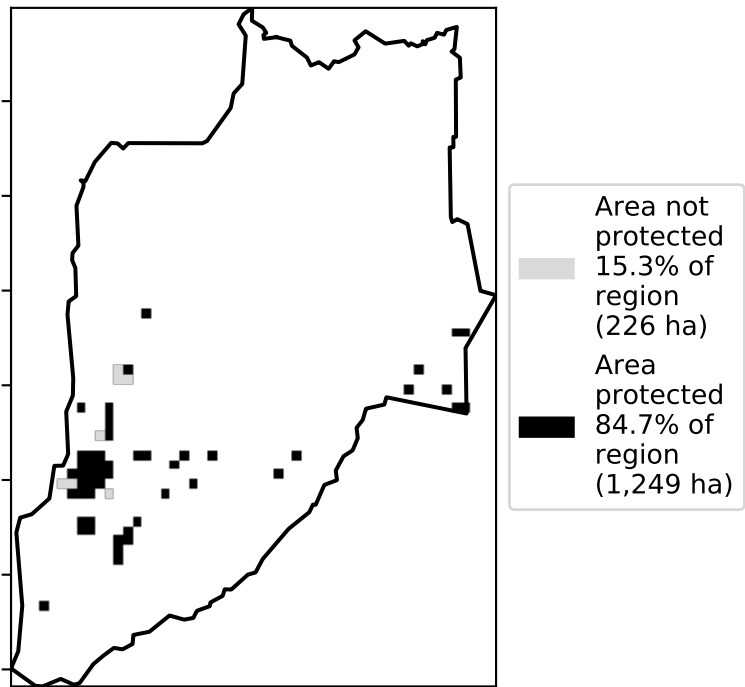 Area not
protected
15.3% of
region
(226 ha)
Area
protected
84.7% of
region
(1,249 ha)